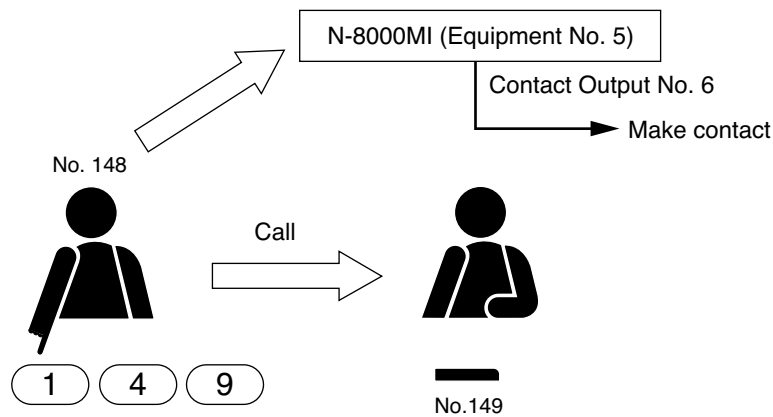 N-8000MI (Equipment No. 5)
Contact Output No. 6
Make contact
No. 148
Call
1 4 9
No.149